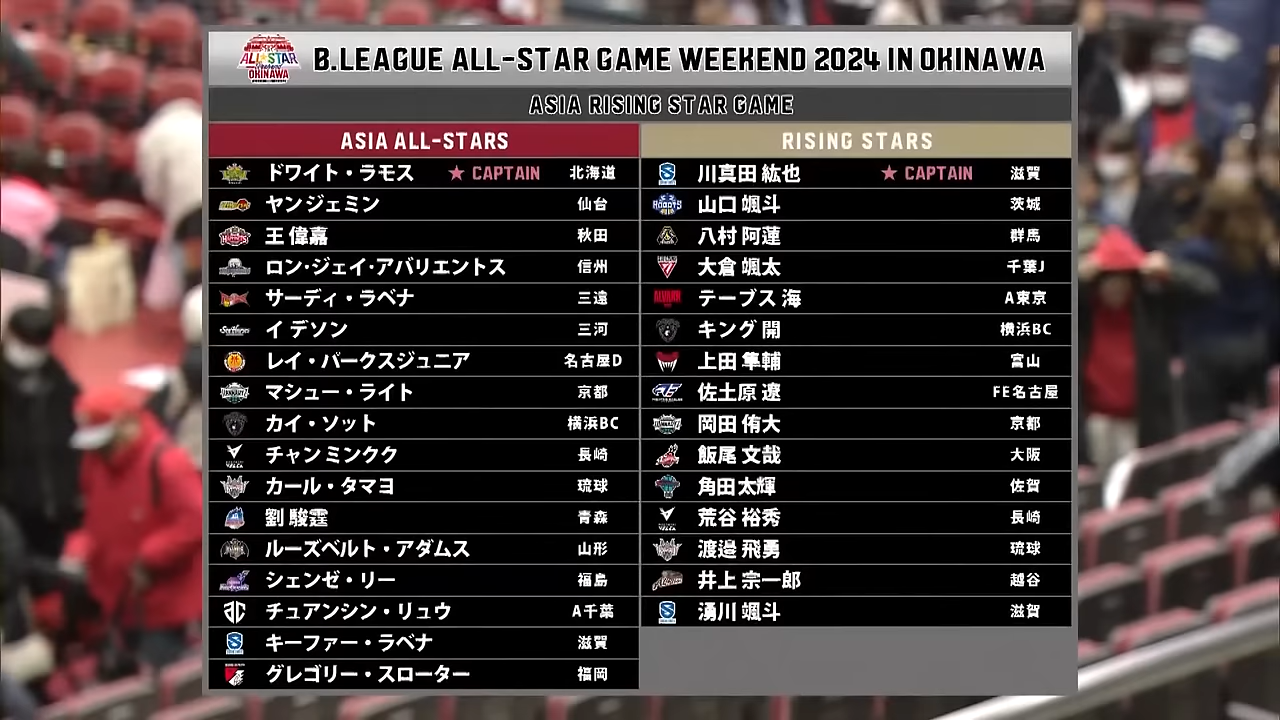 ALL-STAR
Weekend
OKINAWA
B.LEAGUE ALL-STAR GAME WEEKEND 2024 IN OKINAWA
ASIA RISING STAR GAME
ASIA ALL-STARS
ドワイト・ラモス ★ CAPTAIN 北海道
ヤンジェミン 仙台
王 偉嘉 秋田
ロン・ジェイ・アバリエントス 信州
サーディ・ラベナ 三遠
イ デソン 三河
レイ・パークスジュニア 名古屋D
マシュー・ライト 京都
カイ・ソット 横浜BC
チャン ミンクク 長崎
カール・タマヨ 琉球
劉 駿霆 青森
ルーズベルト・アダムス 山形
シェンゼ・リー 福島
チュアンシン・リュウ A千葉
キーファー・ラベナ 滋賀
グレゴリー・スローター 福岡
RISING STARS
川真田 紘也 ★ CAPTAIN 滋賀
山口 颯斗 茨城
八村 阿蓮 群馬
大倉 颯太 千葉J
テーブス 海 A東京
キング 開 横浜BC
上田 隼輔 富山
佐土原 遼 FE名古屋
岡田 侑大 京都
飯尾 文哉 大阪
角田 太輝 佐賀
荒谷 裕秀 長崎
渡邉 飛勇 琉球
井上 宗一郎 越谷
湧川 颯斗 滋賀